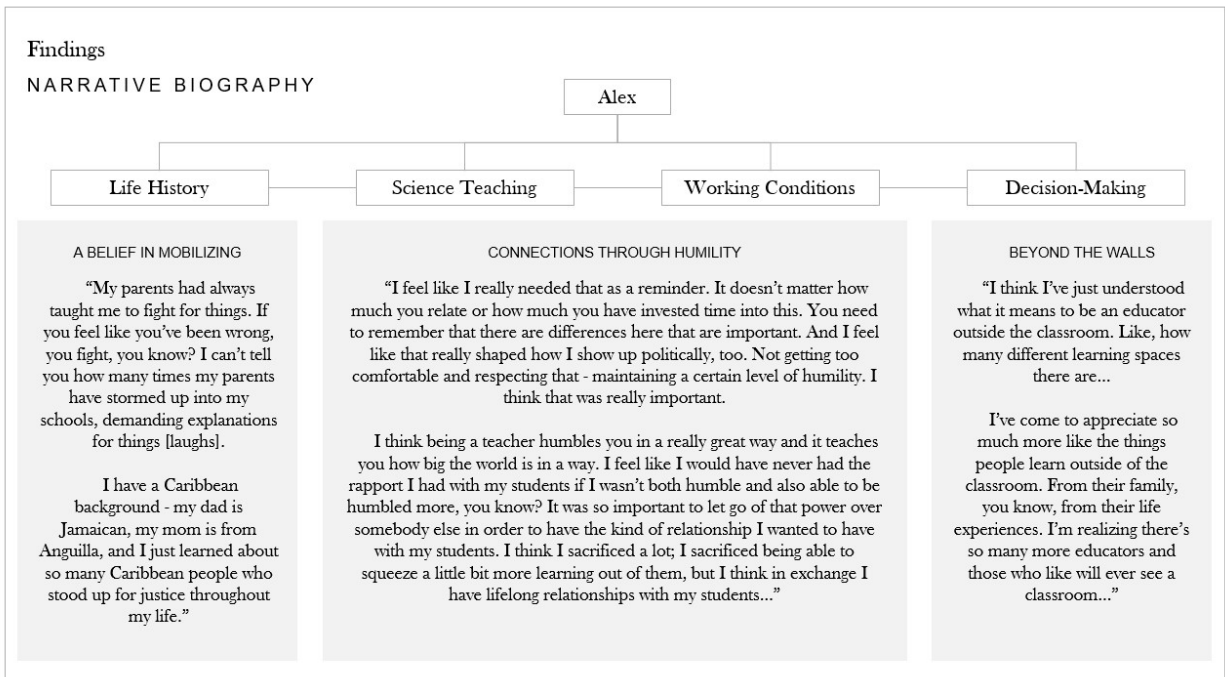 Findings
NARRATIVE BIOGRAPHY
Alex
Life History
Science Teaching
Working Conditions
Decision-Making
A BELIEF IN MOBILIZING
“My parents had always
taught me to fight for things. If
you feel like you’ve been wrong,
you fight, you know? I can’t tell
you how many times my parents
have stormed up into my
schools, demanding explanations
for things [laughs].
I have a Caribbean
background - my dad is
Jamaican, my mom is from
Anguilla, and I just learned about
so many Caribbean people who
stood up for justice throughout
my life.”
CONNECTIONS THROUGH HUMILITY
“I feel like I really needed that as a reminder. It doesn’t matter how
much you relate or how much you have invested time into this. You need
to remember that there are differences here that are important. And I feel
like that really shaped how I show up politically, too. Not getting too
comfortable and respecting that - maintaining a certain level of humility. I
think that was really important.
I think being a teacher humbles you in a really great way and it teaches
you how big the world is in a way. I feel like I would have never had the
rapport I had with my students if I wasn’t both humble and also able to be
humbled more, you know? It was so important to let go of that power over
somebody else in order to have the kind of relationship I wanted to have
with my students. I think I sacrificed a lot; I sacrificed being able to
squeeze a little bit more learning out of them, but I think in exchange I
have lifelong relationships with my students...”
BEYOND THE WALLS
“I think I’ve just understood
what it means to be an educator
outside the classroom. Like, how
many different learning spaces
there are...
I’ve come to appreciate so
much more like the things
people learn outside of the
classroom. From their family,
you know, from their life
experiences. I’m realizing there’s
so many more educators and
those who like will ever see a
classroom...”